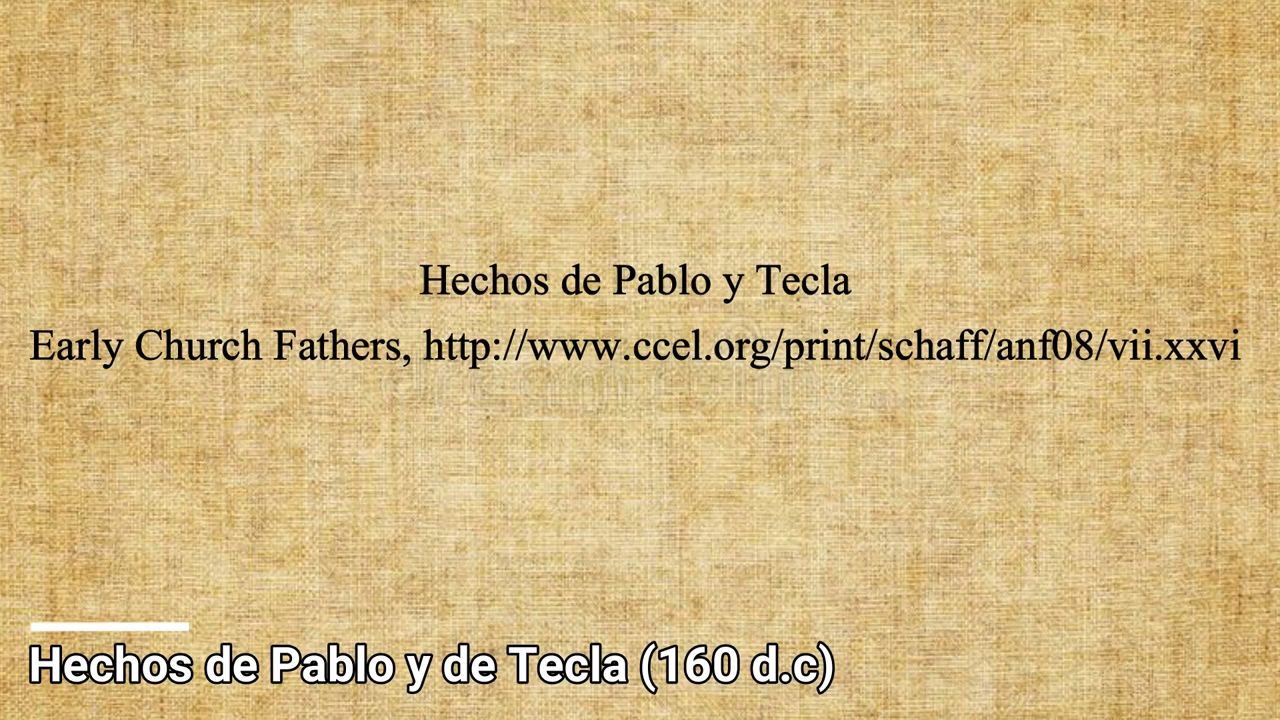 Hechos de Pablo y Tecla
Early Church Fathers, http://www.ccel.org/print/schaff/anf08/vii.xxvi
Hechos de Pablo y de Tecla (160 d.c)